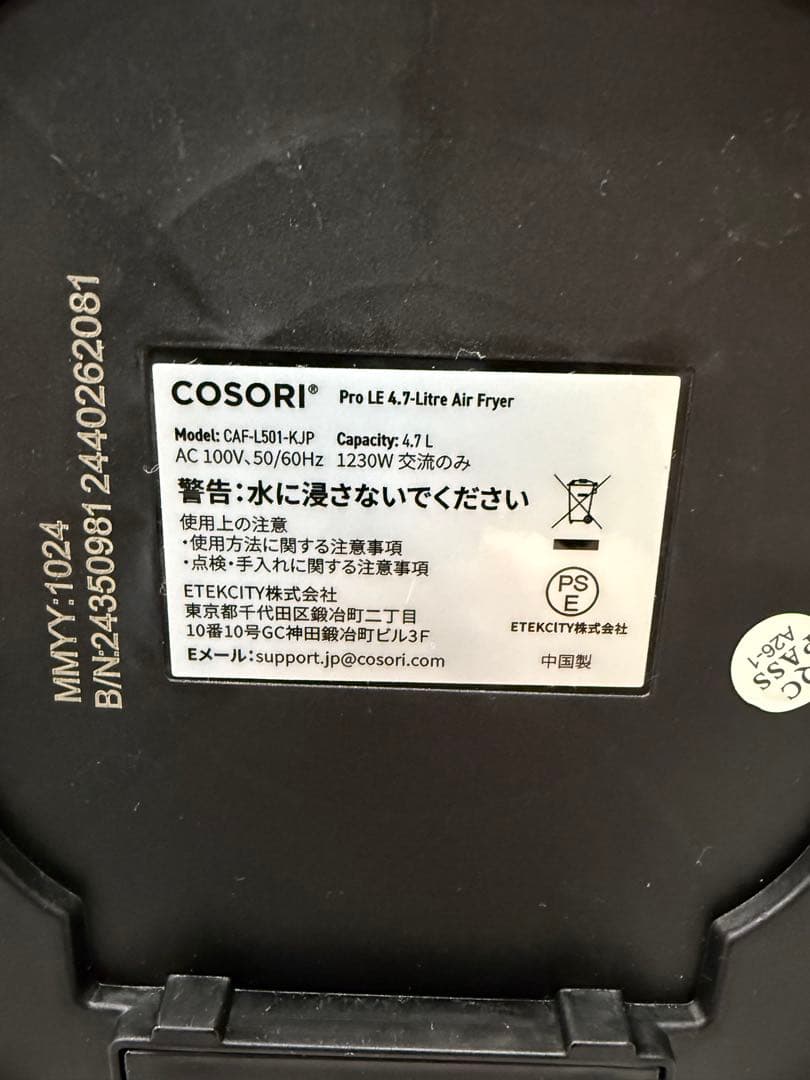 COSORI® Pro LE 4.7-Litre Air Fryer
Model: CAF-L501-KJP Capacity: 4.7 L
AC 100V、50/60Hz 1230W 交流のみ
警告：水に浸さないでください
使用上の注意
・使用方法に関する注意事項
・点検・手入れに関する注意事項
ETEKCITY株式会社
東京都千代田区鍛冶町二丁目
10番10号GC神田鍛冶町ビル3F
Eメール：support.jp@cosori.com
PS
E
ETEKCITY株式会社
中国製
MMYY:1024
B/N:24350981 2440262081
QC
PASS
A26-1